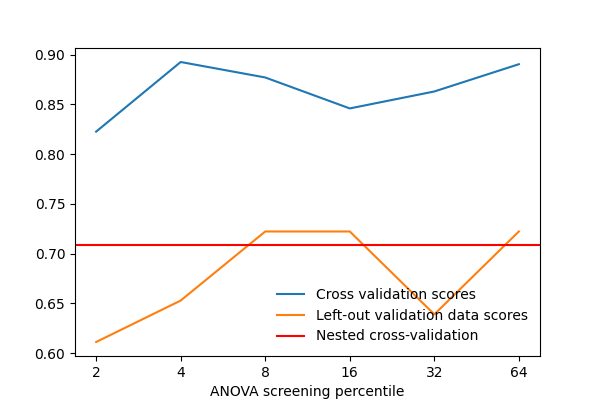 0.90
0.85
0.80
0.75
0.70
0.65
0.60
Cross validation scores
Left-out validation data scores
Nested cross-validation
2 4 8 16 32 64
ANOVA screening percentile